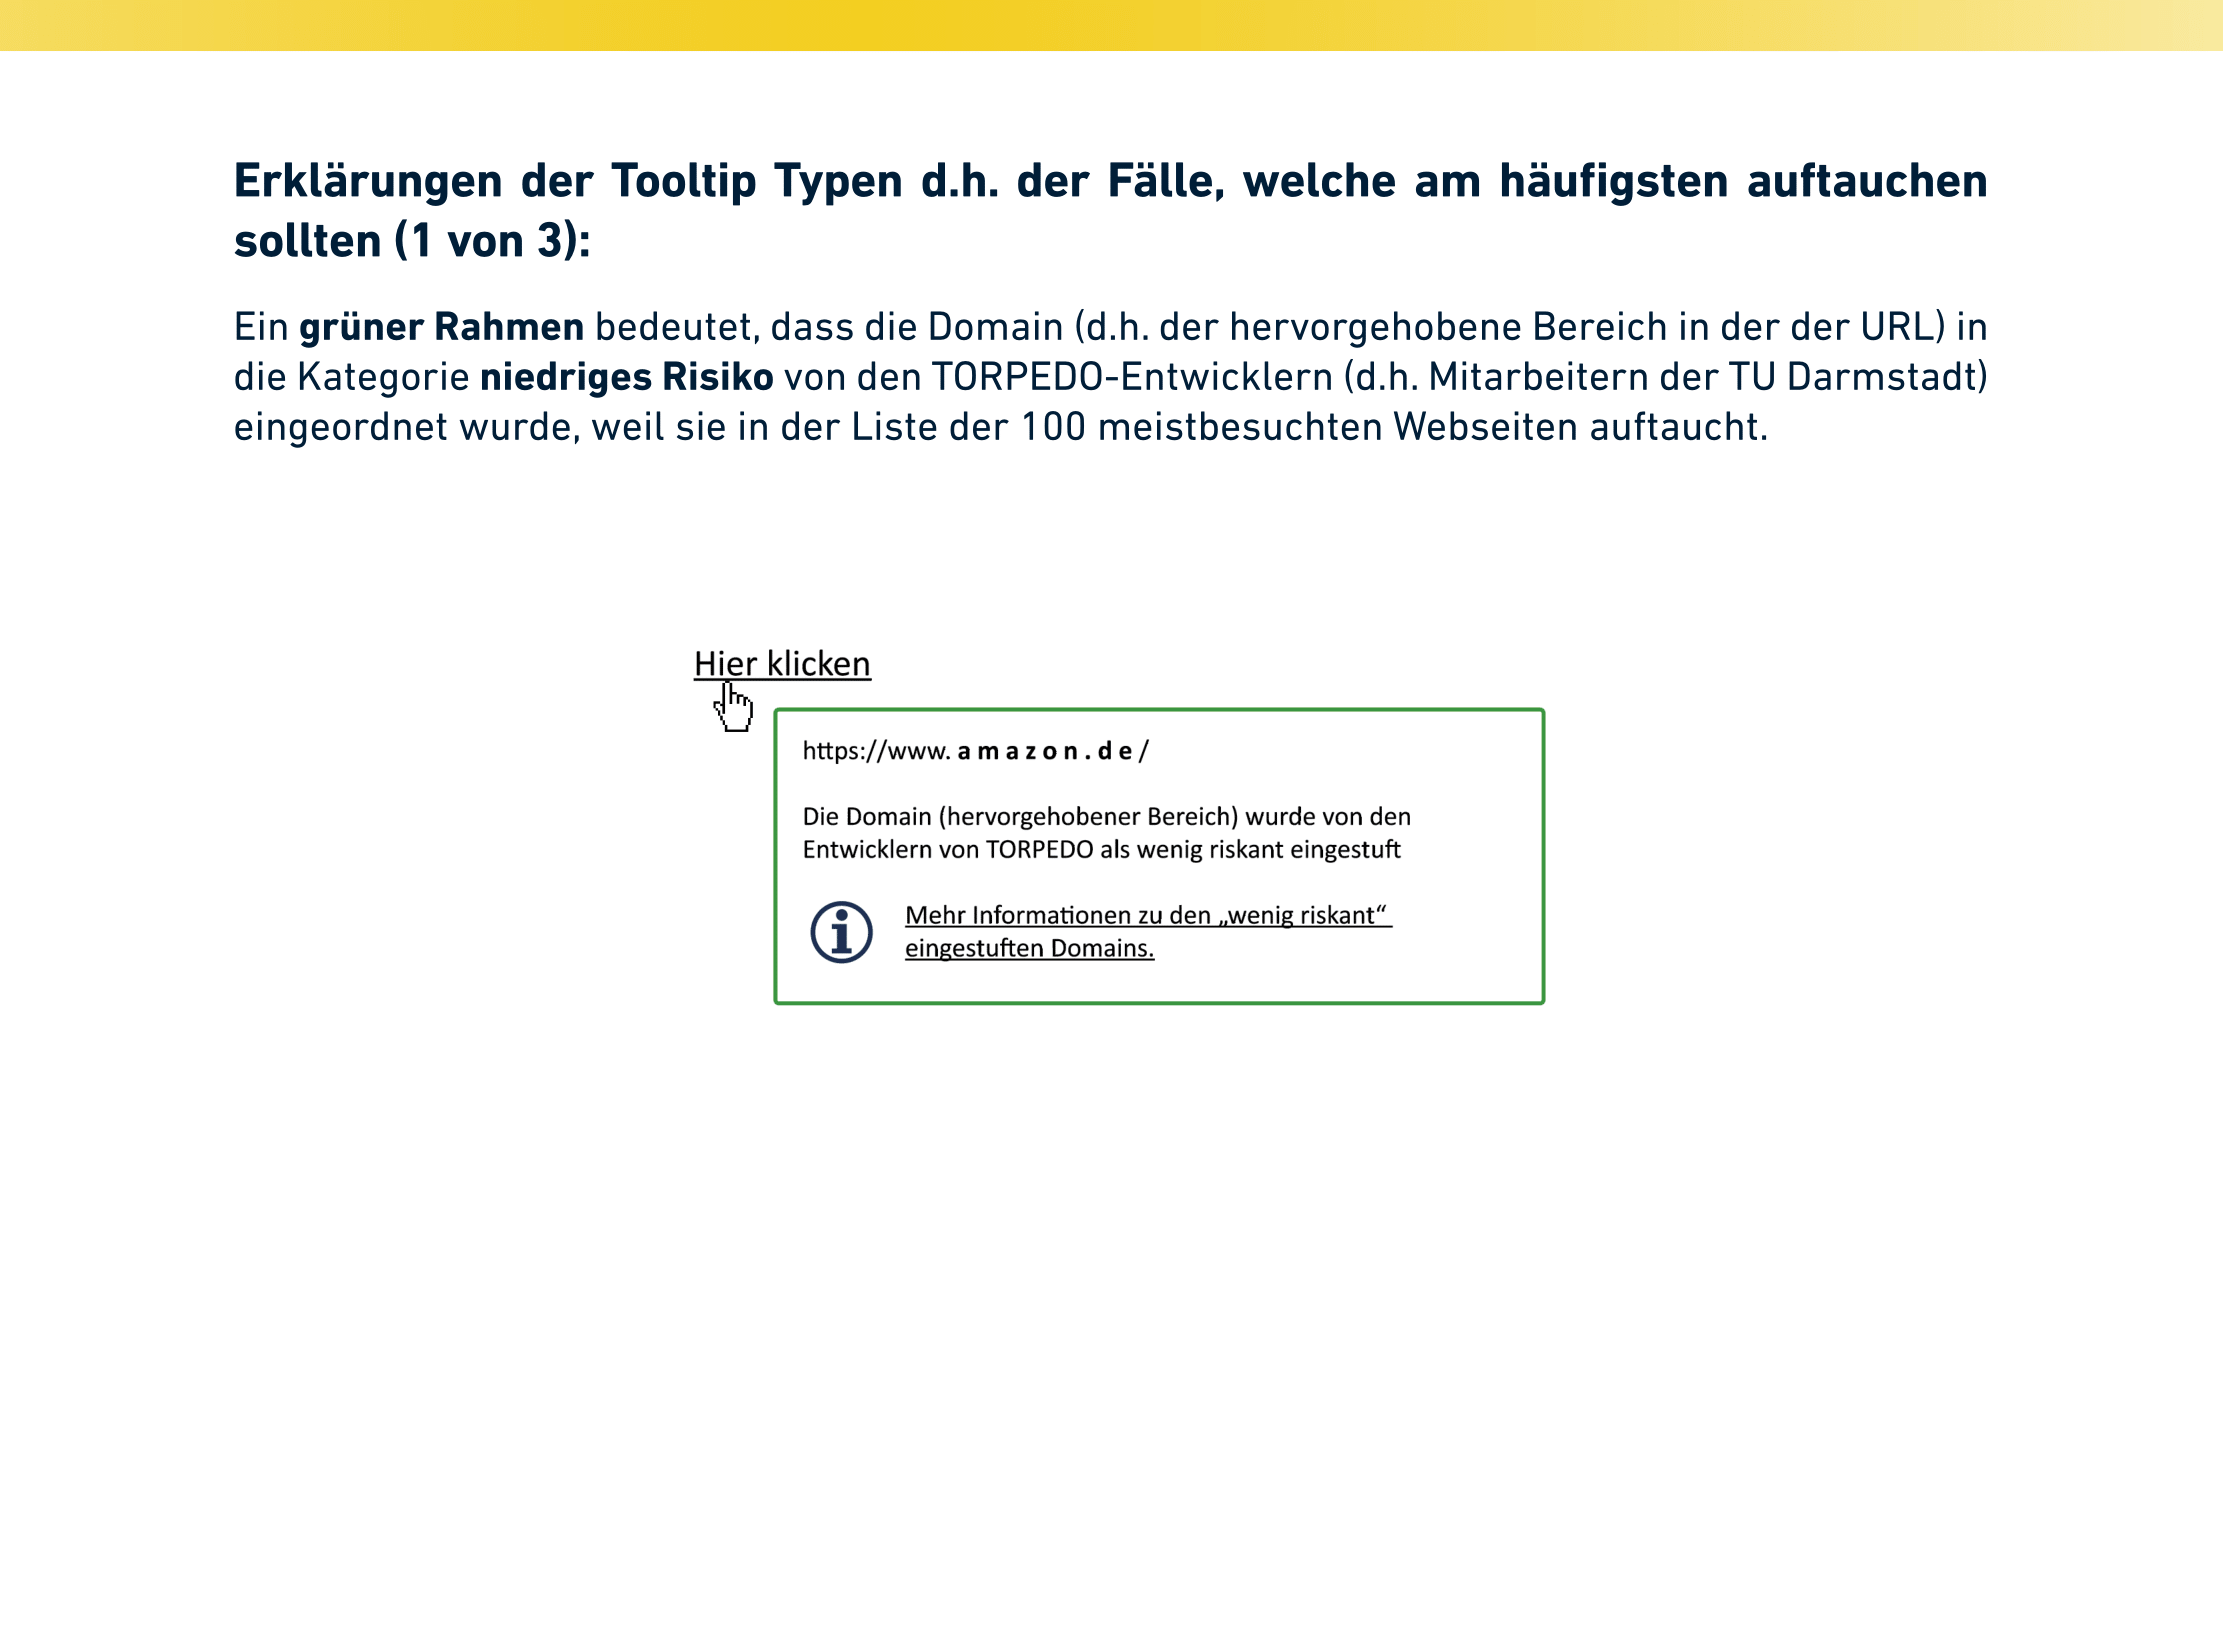 Erklärungen der Tooltip Typen d.h. der Fälle, welche am häufigsten auftauchen
sollten (1 von 3):
Ein grüner Rahmen bedeutet, dass die Domain (d.h. der hervorgehobene Bereich in der der URL) in
die Kategorie niedriges Risiko von den TORPEDO-Entwicklern (d.h. Mitarbeitern der TU Darmstadt)
eingeordnet wurde, weil sie in der Liste der 100 meistbesuchten Webseiten auftaucht.
Hier klicken
https://www. amazon.de/
Die Domain (hervorgehobener Bereich) wurde von den
Entwicklern von TORPEDO als wenig riskant eingestuft
Mehr Informationen zu den „wenig riskant“
eingestuften Domains.